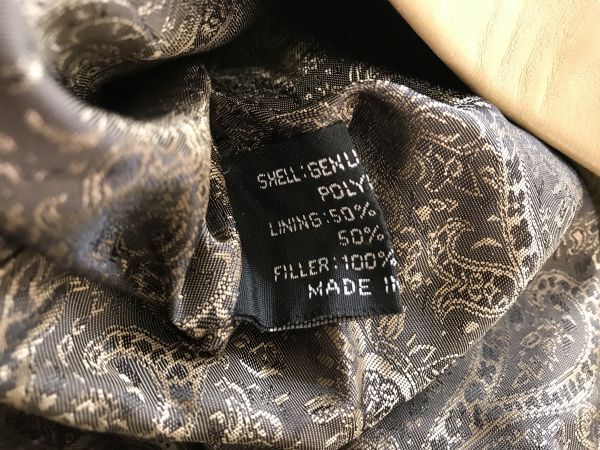 SHELL:GENU
POLY
LINING:50%
50%
FILLER:100%
MADE IN